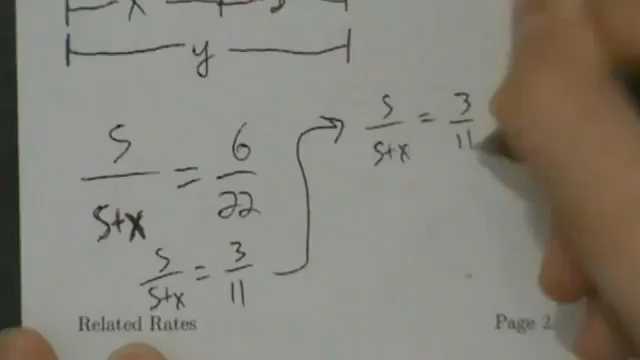 x s
y
s/(s+x) = 6/22
s/(s+x) = 3/11
s/(s+x) = 3/11
Related Rates Page 2